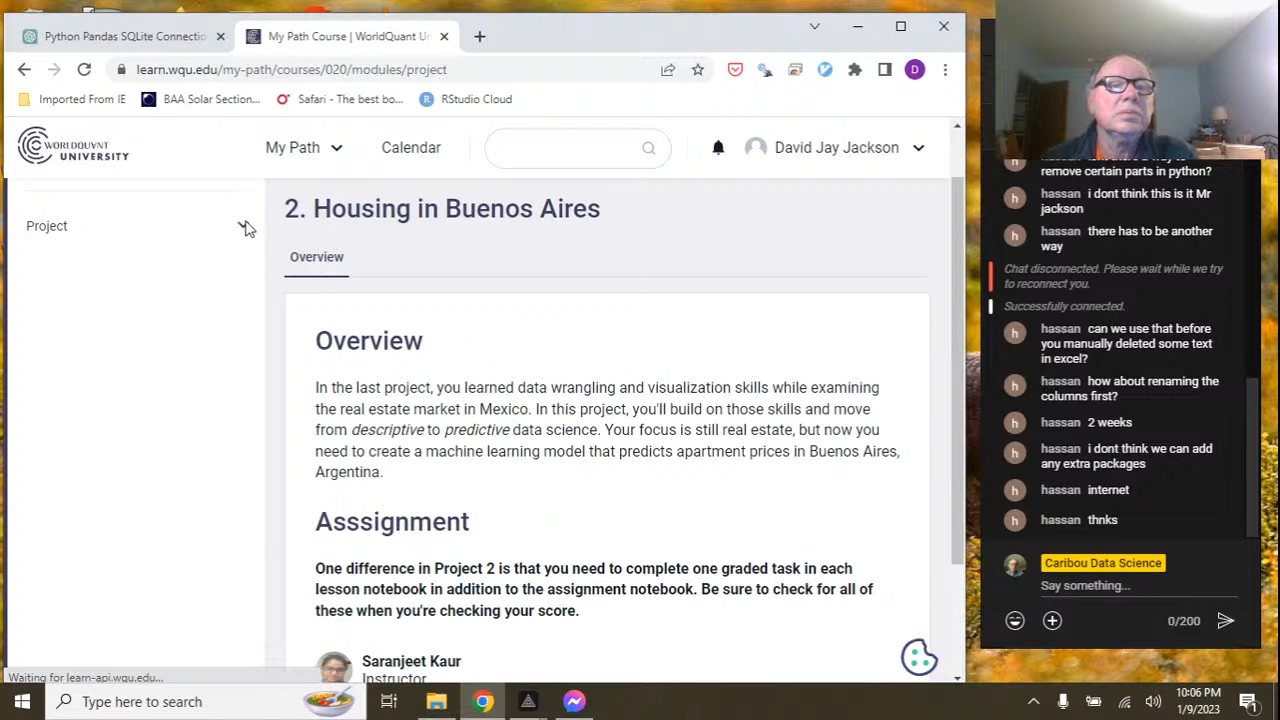 Python Pandas SQLite Connectio
My Path Course | WorldQuant Un
learn.wqu.edu/my-path/courses/020/modules/project
D
Imported From IE
BAA Solar Section...
Safari - The best bo...
R
RStudio Cloud
WORLDQUANT
UNIVERSITY
My Path
Calendar
David Jay Jackson
Project
2. Housing in Buenos Aires
Overview
Overview
In the last project, you learned data wrangling and visualization skills while examining
the real estate market in Mexico. In this project, you'll build on those skills and move
from descriptive to predictive data science. Your focus is still real estate, but now you
need to create a machine learning model that predicts apartment prices in Buenos Aires,
Argentina.
Asssignment
One difference in Project 2 is that you need to complete one graded task in each
lesson notebook in addition to the assignment notebook. Be sure to check for all of
these when you're checking your score.
Saranjeet Kaur
Instructor
Waiting for learn-api.wqu.edu...
h
remove certain parts in python?
h hassan i dont think this is it Mr
jackson
h hassan there has to be another
way
Chat disconnected. Please wait while we try
to reconnect you.
Successfully connected.
h hassan can we use that before
you manually deleted some text
in excel?
h hassan how about renaming the
columns first?
h hassan 2 weeks
h hassan i dont think we can add
any extra packages
h hassan internet
h hassan thnks
Caribou Data Science
Say something...
0/200
Type here to search
10:06 PM
1/9/2023
1